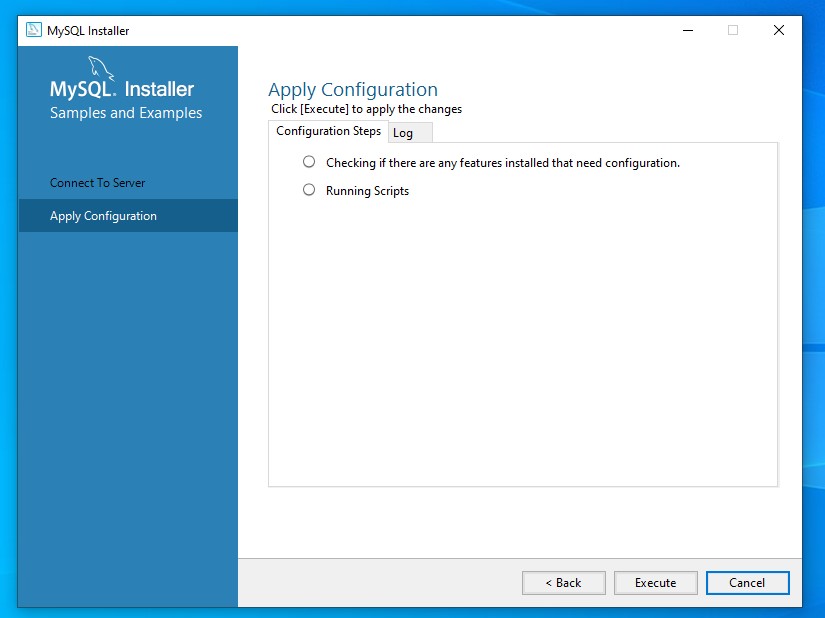 MySQL Installer
MySQL. Installer
Samples and Examples
Connect To Server
Apply Configuration
Apply Configuration
Click [Execute] to apply the changes
Configuration Steps
Log
Checking if there are any features installed that need configuration.
Running Scripts
< Back
Execute
Cancel